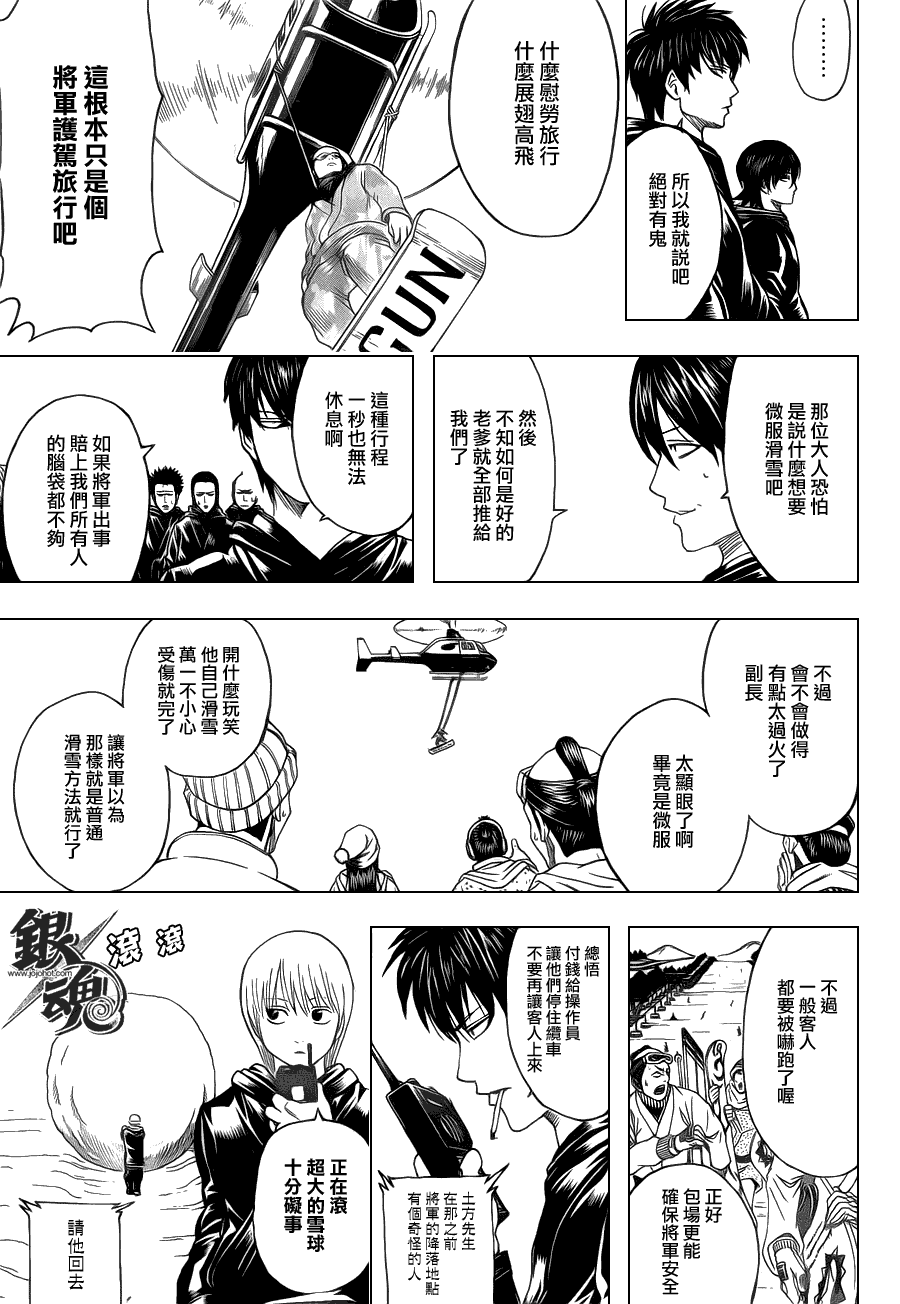 ………
所以我就說吧
絕對有鬼
什麼慰勞旅行
什麼展翅高飛
GUN
這根本只是個
將軍護駕旅行吧
那位大人恐怕
是說什麼想要
微服滑雪吧
然後
不知如何是好的
老爹就全部推給
我們了
這種行程
一秒也無法
休息啊
如果將軍出事
賠上我們所有人
的腦袋都不夠
不過
會不會做得
有點太過火了
副長
太顯眼了啊
畢竟是微服
開什麼玩笑
他自己滑雪
萬一不小心
受傷就完了
讓將軍以為
那樣就是普通
滑雪方法就行了
不過
一般客人
都要被嚇跑了喔
正好
包場更能
確保將軍安全
總悟
付錢給操作員
讓他們停住纜車
不要再讓客人上來
土方先生
在那之前
將軍的降落地點
有個奇怪的人
正在滾
超大的雪球
十分礙事
滾
滾
請他回去
銀魂
www.jojohot.com